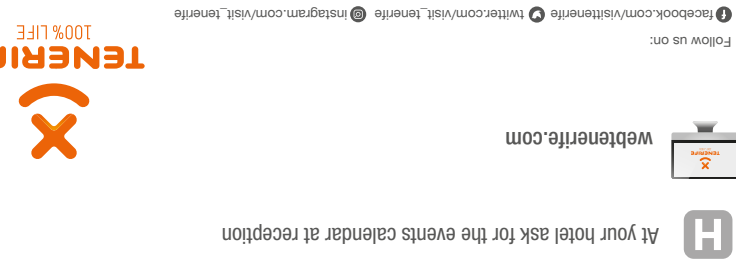 H
At your hotel ask for the events calendar at reception
TENERIFE
webtenerife.com
Follow us on:
facebook.com/visittenerife twitter.com/visit_tenerife instagram.com/visit_tenerife
TENERI
100% LIFE